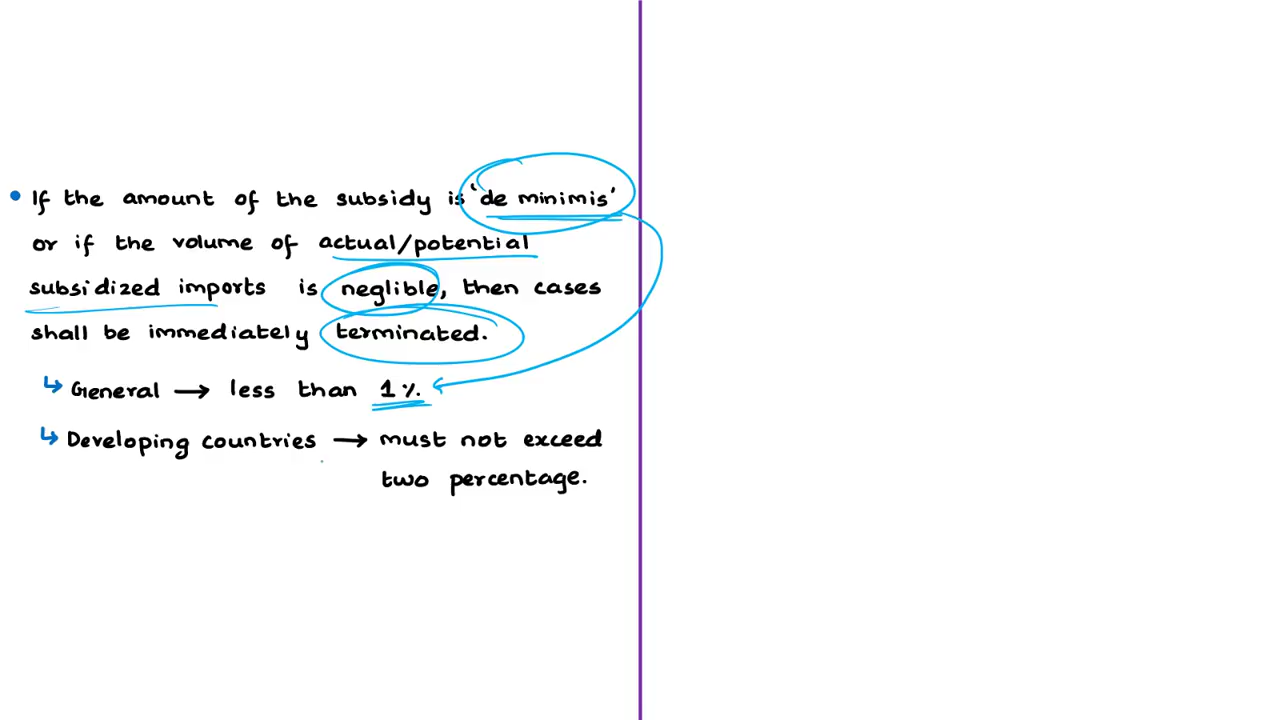 • If the amount of the subsidy is 'de minimis'
or if the volume of actual/potential
subsidized imports is neglible, then cases
shall be immediately terminated.
↳ General → less than 1%.
↳ Developing countries → must not exceed
two percentage.